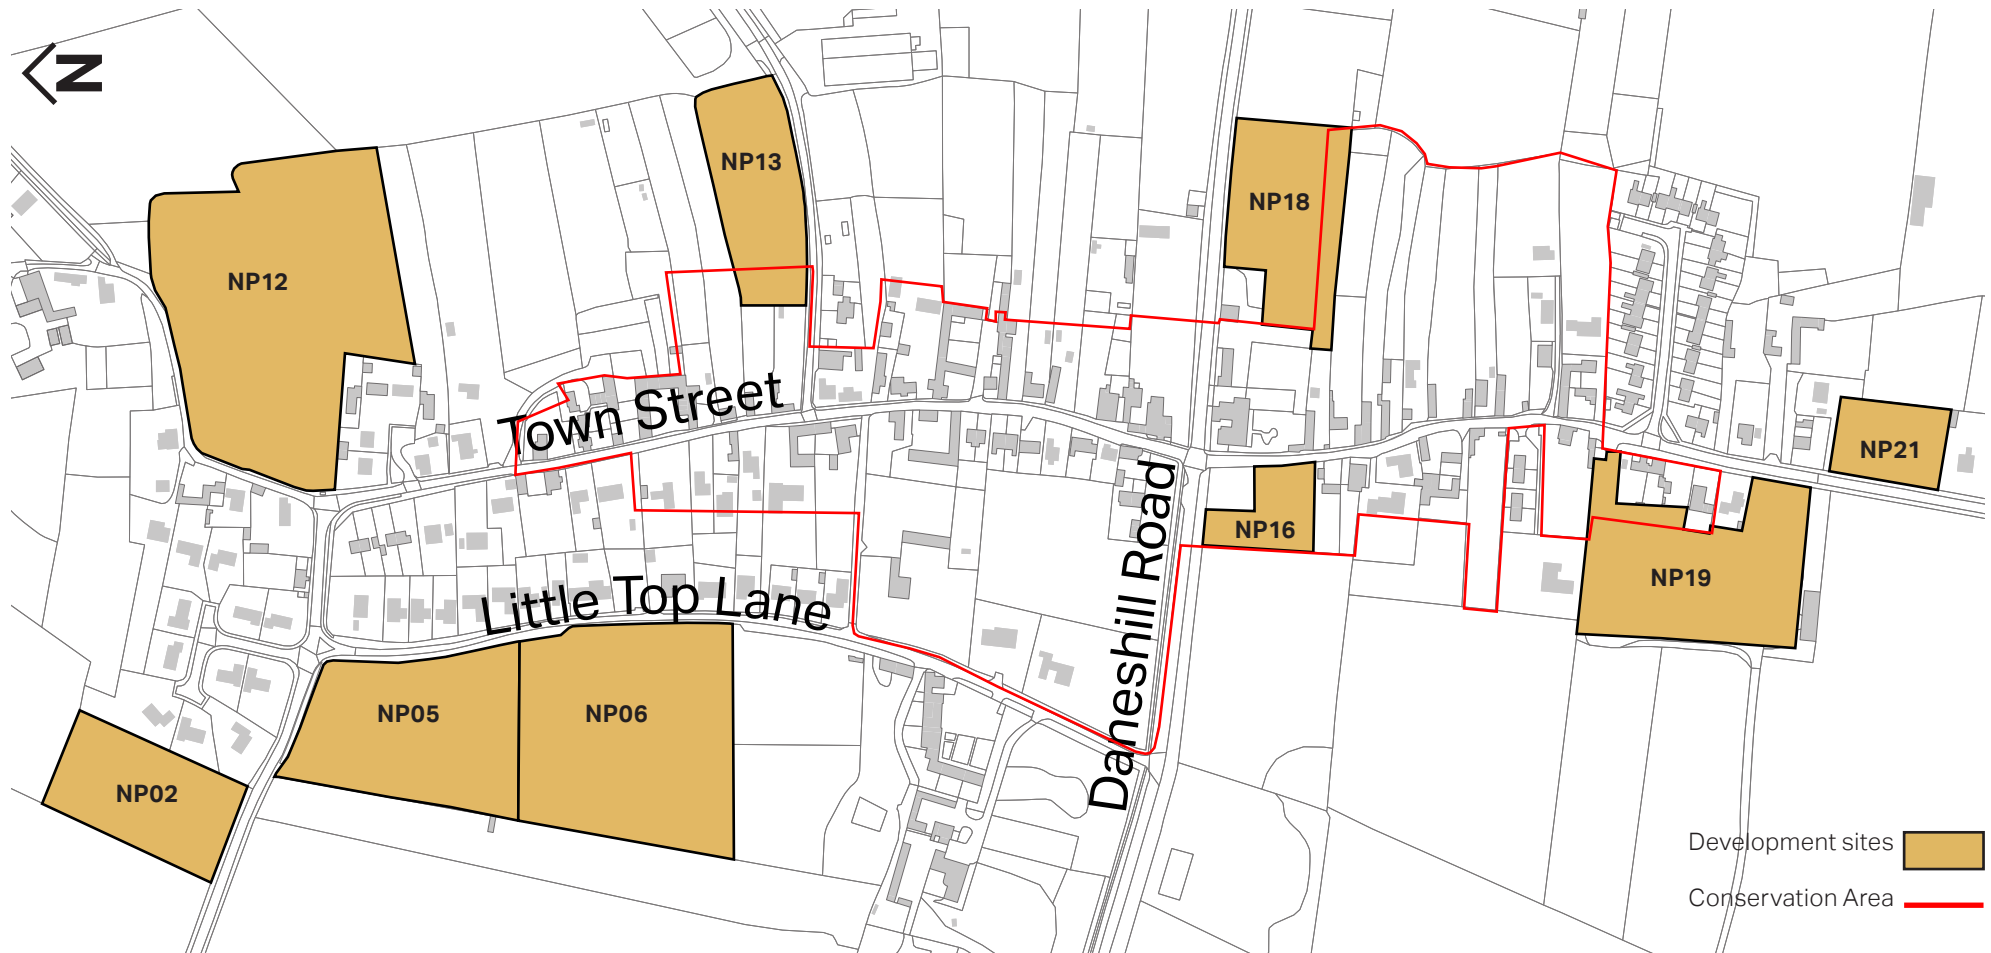 N
NP13
NP18
NP12
Town Street
NP21
Daneshill Road
NP16
NP19
Little Top Lane
NP05
NP06
NP02
Development sites
Conservation Area